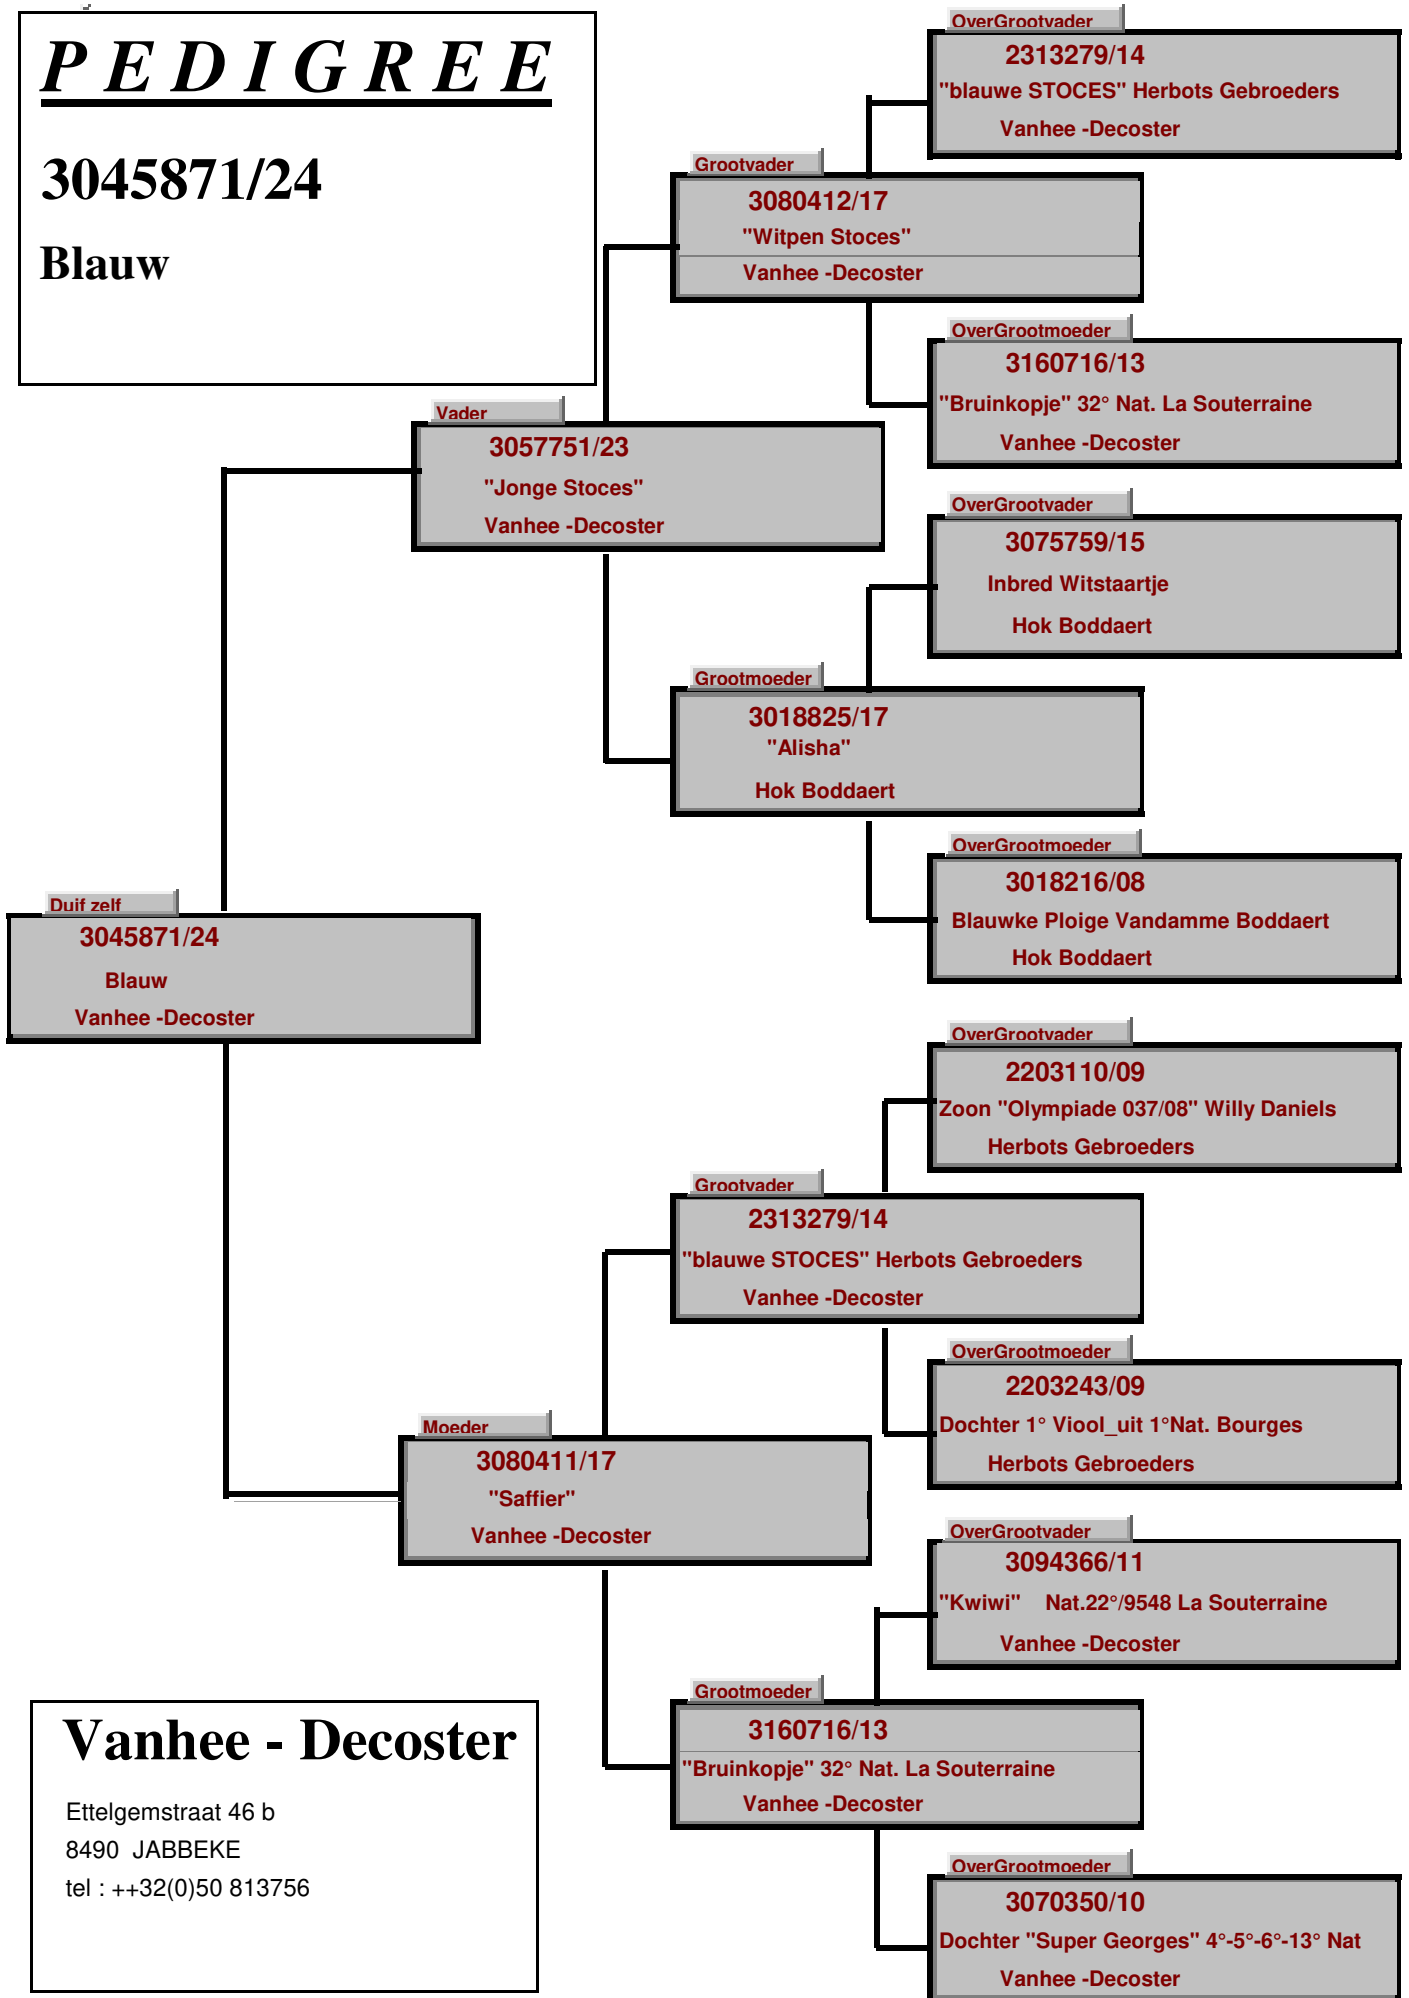 P E D I G R E E
3045871/24
Blauw
OverGrootvader
2313279/14
"blauwe STOCES" Herbots Gebroeders
Vanhee -Decoster
Grootvader
3080412/17
"Witpen Stoces"
Vanhee -Decoster
OverGrootmoeder
3160716/13
"Bruinkopje" 32° Nat. La Souterraine
Vanhee -Decoster
Vader
3057751/23
"Jonge Stoces"
Vanhee -Decoster
OverGrootvader
3075759/15
Inbred Witstaartje
Hok Boddaert
Grootmoeder
3018825/17
"Alisha"
Hok Boddaert
OverGrootmoeder
3018216/08
Blauwke Ploige Vandamme Boddaert
Hok Boddaert
Duif zelf
3045871/24
Blauw
Vanhee -Decoster
OverGrootvader
2203110/09
Zoon "Olympiade 037/08" Willy Daniels
Herbots Gebroeders
Grootvader
2313279/14
"blauwe STOCES" Herbots Gebroeders
Vanhee -Decoster
OverGrootmoeder
2203243/09
Dochter 1° Viool_uit 1°Nat. Bourges
Herbots Gebroeders
Moeder
3080411/17
"Saffier"
Vanhee -Decoster
OverGrootvader
3094366/11
"Kwiwi" Nat.22°/9548 La Souterraine
Vanhee -Decoster
Grootmoeder
3160716/13
"Bruinkopje" 32° Nat. La Souterraine
Vanhee -Decoster
OverGrootmoeder
3070350/10
Dochter "Super Georges" 4°-5°-6°-13° Nat
Vanhee -Decoster
Vanhee - Decoster
Ettelgemstraat 46 b
8490 JABBEKE
tel : ++32(0)50 813756